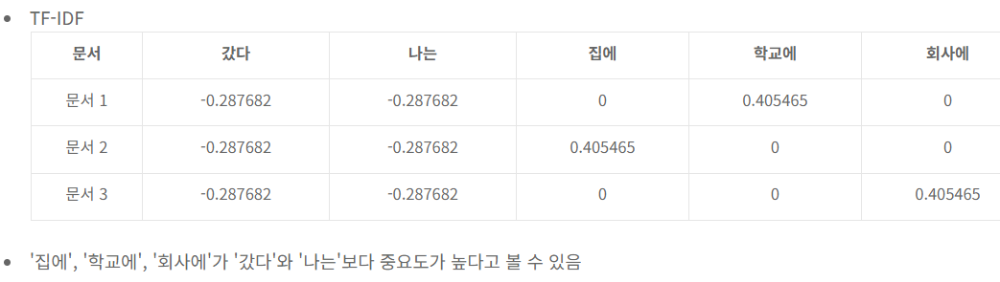 • TF-IDF
문서 갔다 나는 집에 학교에 회사에
문서 1 -0.287682 -0.287682 0 0.405465 0
문서 2 -0.287682 -0.287682 0.405465 0 0
문서 3 -0.287682 -0.287682 0 0 0.405465
• '집에', '학교에', '회사에'가 '갔다'와 '나는'보다 중요도가 높다고 볼 수 있음